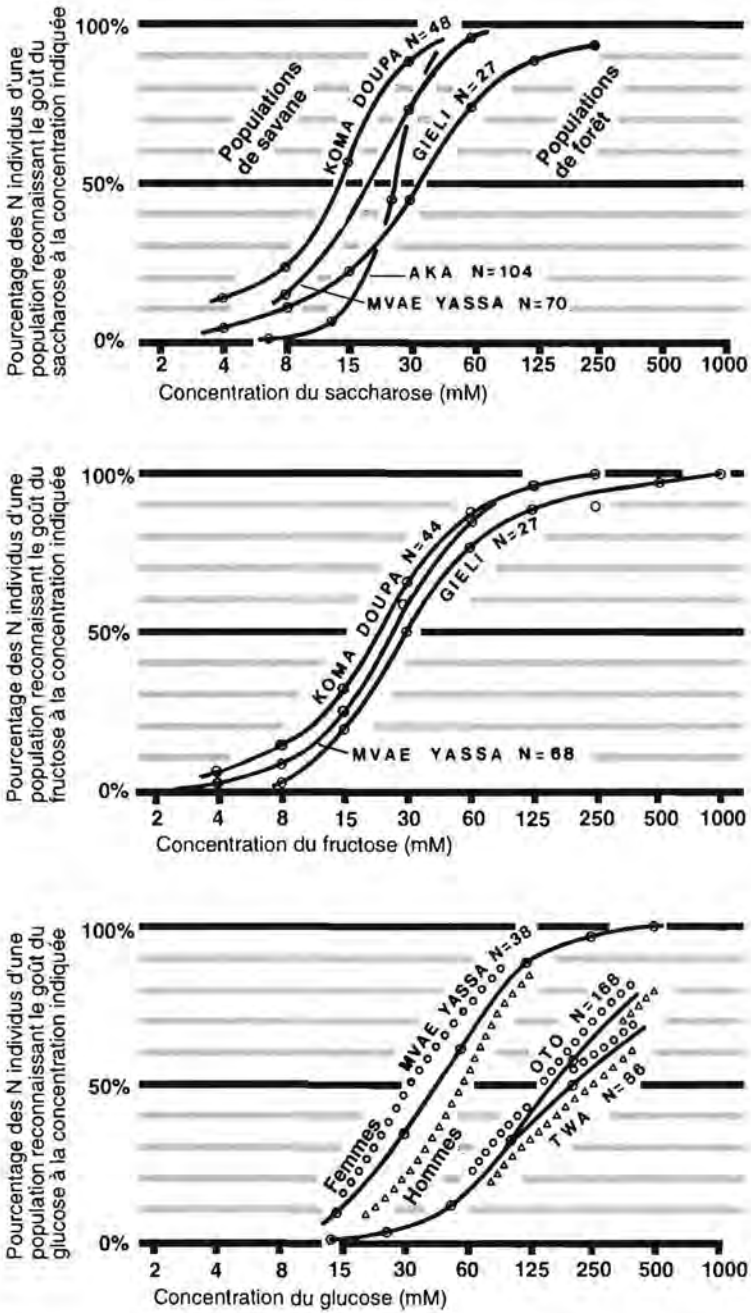 Pourcentage des N individus d'une
population reconnaissant le goût du
saccharose à la concentration indiquée
100%
50%
0%
Populations
de savane
KOMA DOUPA N=48
GIELI N=27
Populations
de forêt
AKA N=104
MVAE YASSA N=70
2 4 8 15 30 60 125 250 500 1000
Concentration du saccharose (mM)
Pourcentage des N individus d'une
population reconnaissant le goût du
fructose à la concentration indiquée
100%
50%
0%
KOMA DOUPA N=44
GIELI N=27
MVAE YASSA N=68
2 4 8 15 30 60 125 250 500 1000
Concentration du fructose (mM)
Pourcentage des N individus d'une
population reconnaissant le goût du
glucose à la concentration indiquée
100%
50%
0%
Femmes
MVAE YASSA N=38
Hommes
OTO N=168
TWA N=86
2 4 8 15 30 60 125 250 500 1000
Concentration du glucose (mM)